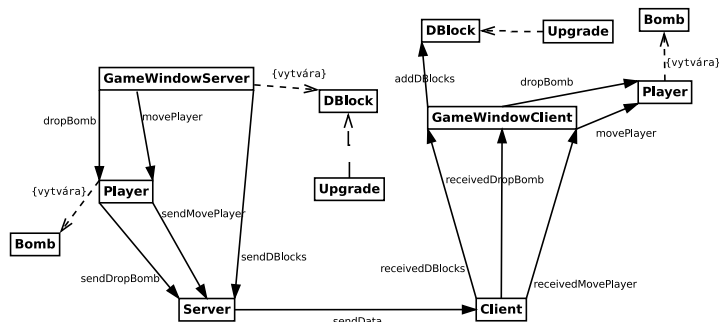 Bomb
DBlock
Upgrade
{vytvára}
GameWindowServer
{vytvára}
addDBlocks
dropBomb
Player
DBlock
GameWindowClient
dropBomb
movePlayer
movePlayer
receivedDropBomb
{vytvára}
Player
Upgrade
sendMovePlayer
Bomb
sendDBlocks
receivedDBlocks
sendDropBomb
receivedMovePlayer
Server
Client
sendData